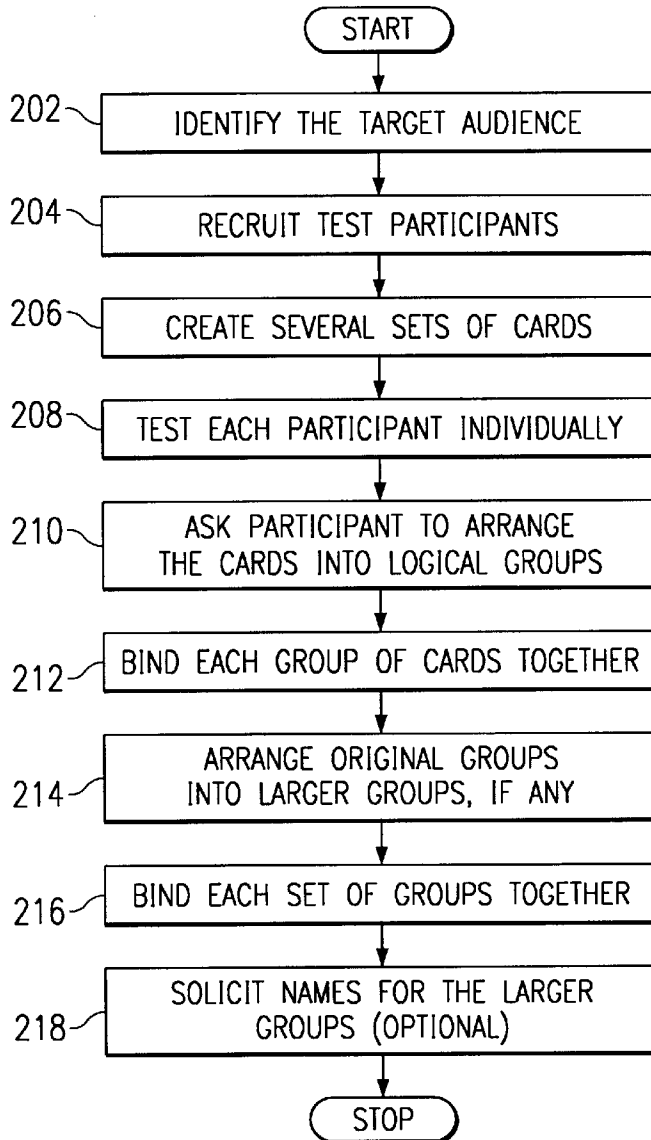 START
202
IDENTIFY THE TARGET AUDIENCE
204
RECRUIT TEST PARTICIPANTS
206
CREATE SEVERAL SETS OF CARDS
208
TEST EACH PARTICIPANT INDIVIDUALLY
210
ASK PARTICIPANT TO ARRANGE
THE CARDS INTO LOGICAL GROUPS
212
BIND EACH GROUP OF CARDS TOGETHER
214
ARRANGE ORIGINAL GROUPS
INTO LARGER GROUPS, IF ANY
216
BIND EACH SET OF GROUPS TOGETHER
218
SOLICIT NAMES FOR THE LARGER
GROUPS (OPTIONAL)
STOP